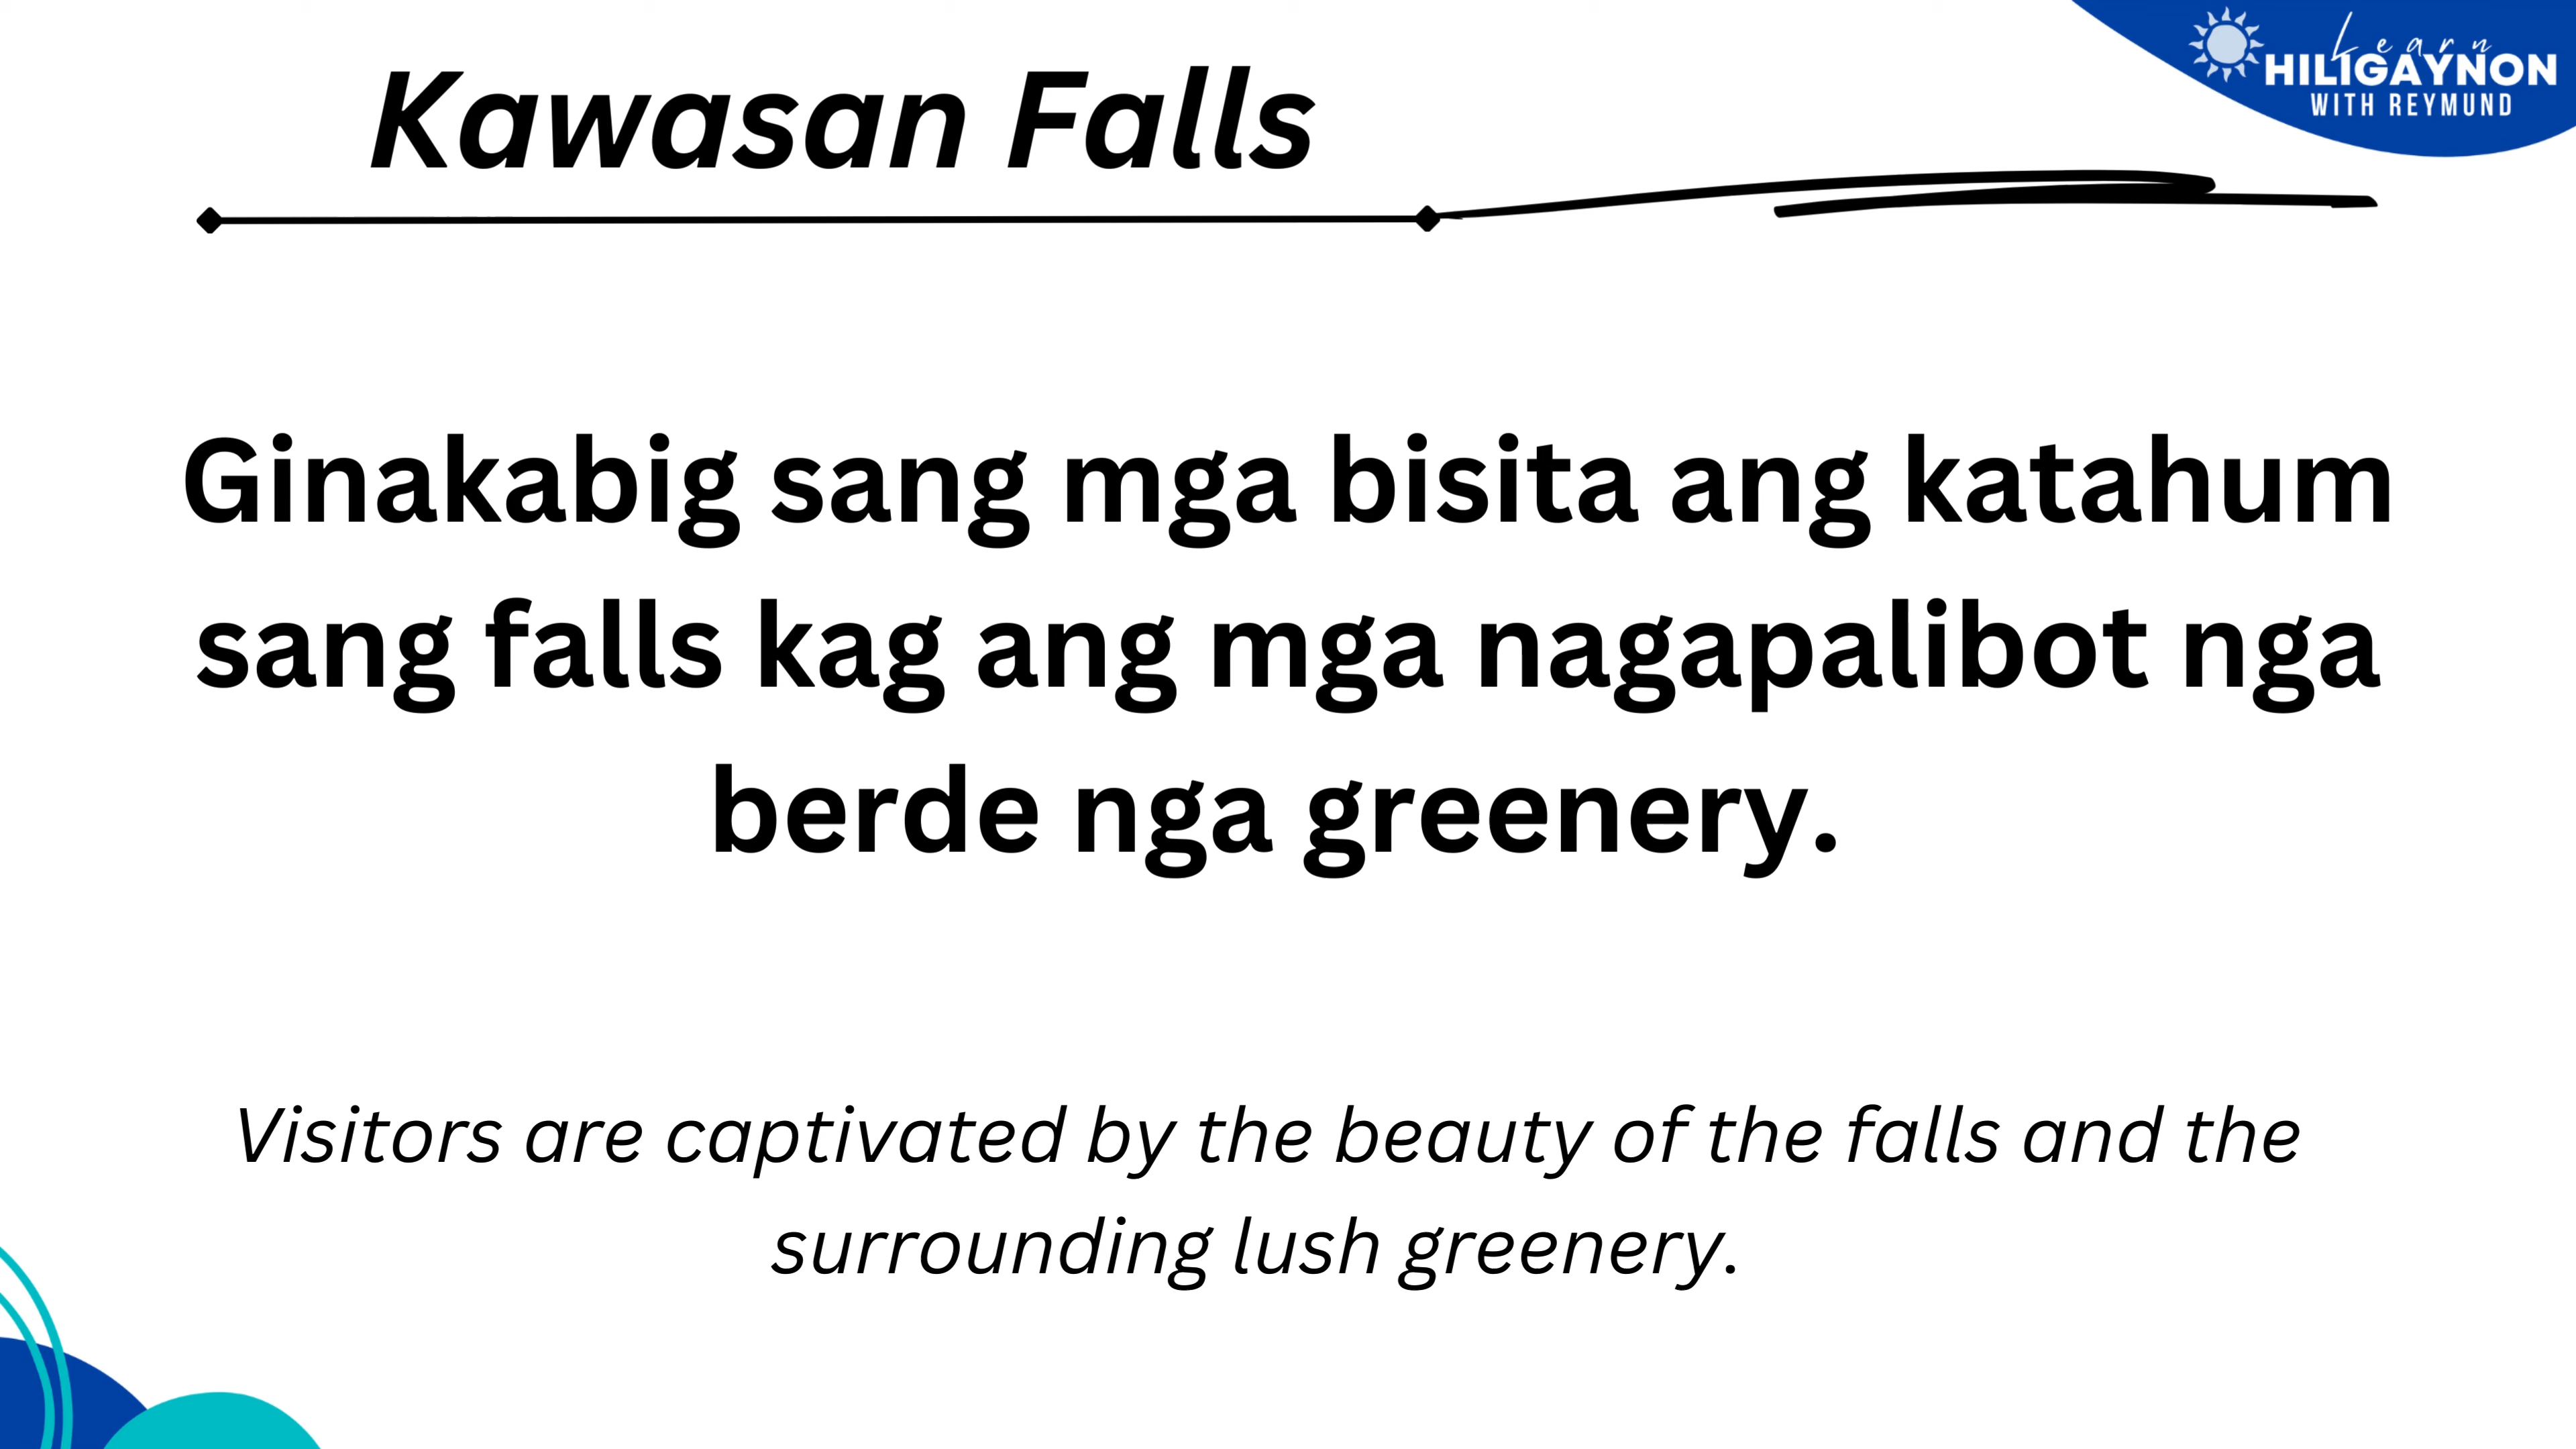 Kawasan Falls
Learn
HILIGAYNON
WITH REYMUND
Ginakabig sang mga bisita ang katahum
sang falls kag ang mga nagapalibot nga
berde nga greenery.
Visitors are captivated by the beauty of the falls and the
surrounding lush greenery.